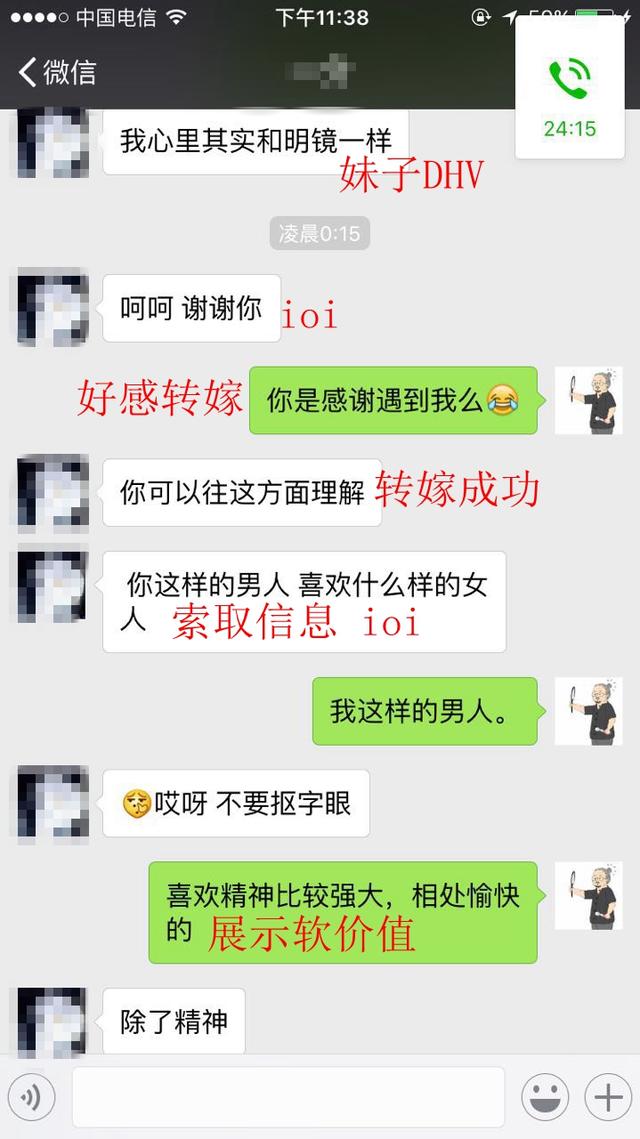 中国电信 下午11:38
微信
24:15
我心里其实和明镜一样
妹子DHV
凌晨0:15
呵呵 谢谢你 ioi
好感转嫁 你是感谢遇到我么😂
你可以往这方面理解 转嫁成功
你这样的男人 喜欢什么样的女
人 索取信息 ioi
我这样的男人。
哎呀 不要抠字眼
喜欢精神比较强大，相处愉快
的 展示软价值
除了精神